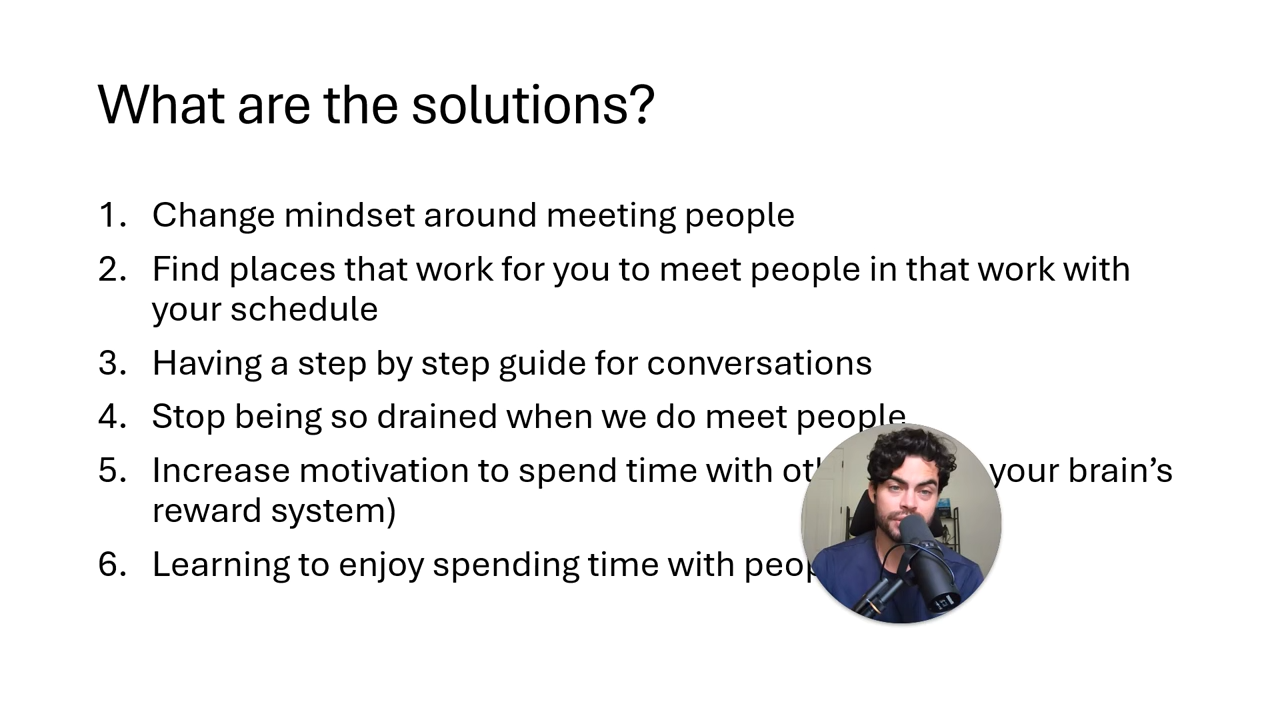 What are the solutions?
1. Change mindset around meeting people
2. Find places that work for you to meet people in that work with
your schedule
3. Having a step by step guide for conversations
4. Stop being so drained when we do meet people
5. Increase motivation to spend time with your brain’s
reward system)
6. Learning to enjoy spending time with